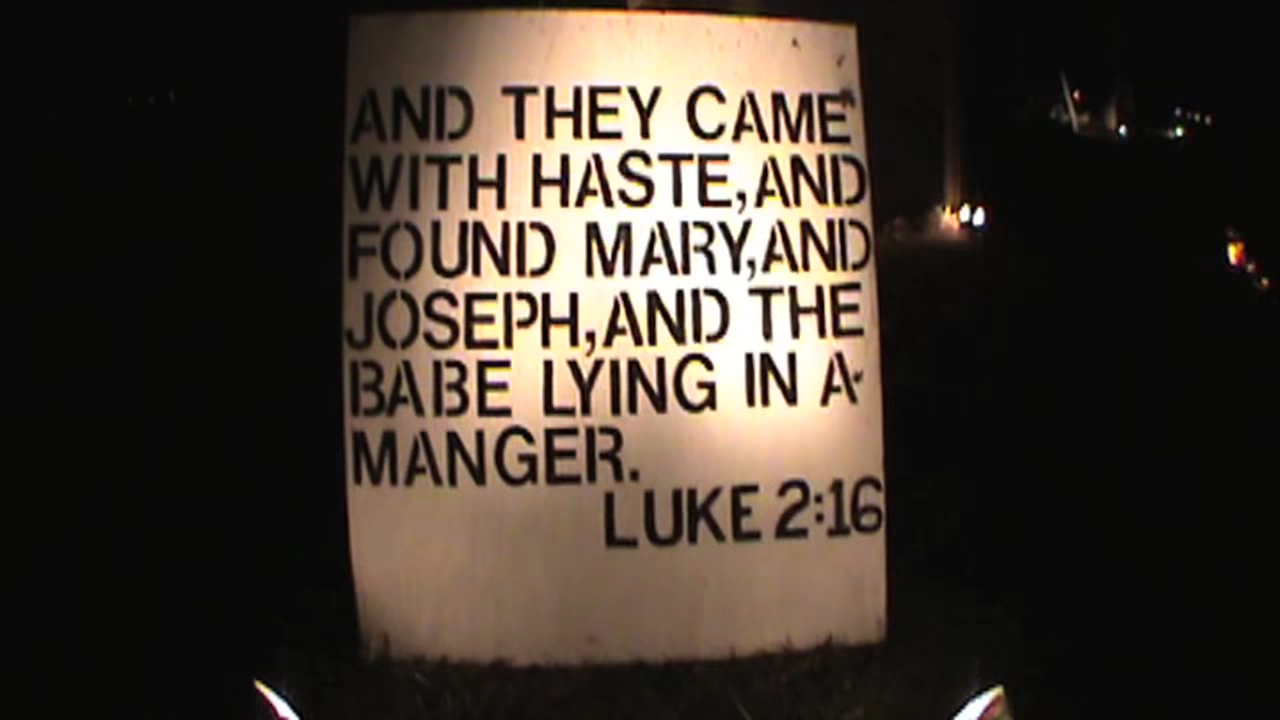 AND THEY CAME
WITH HASTE, AND
FOUND MARY, AND
JOSEPH, AND THE
BABE LYING IN A
MANGER.
LUKE 2:16